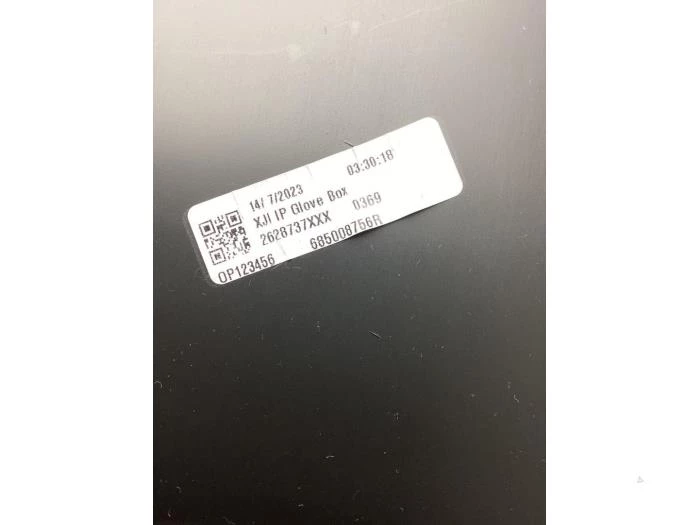 14/ 7/2023 03:30:18
XJI IP Glove Box
2628737XXX 0369
685008756R
OP123456